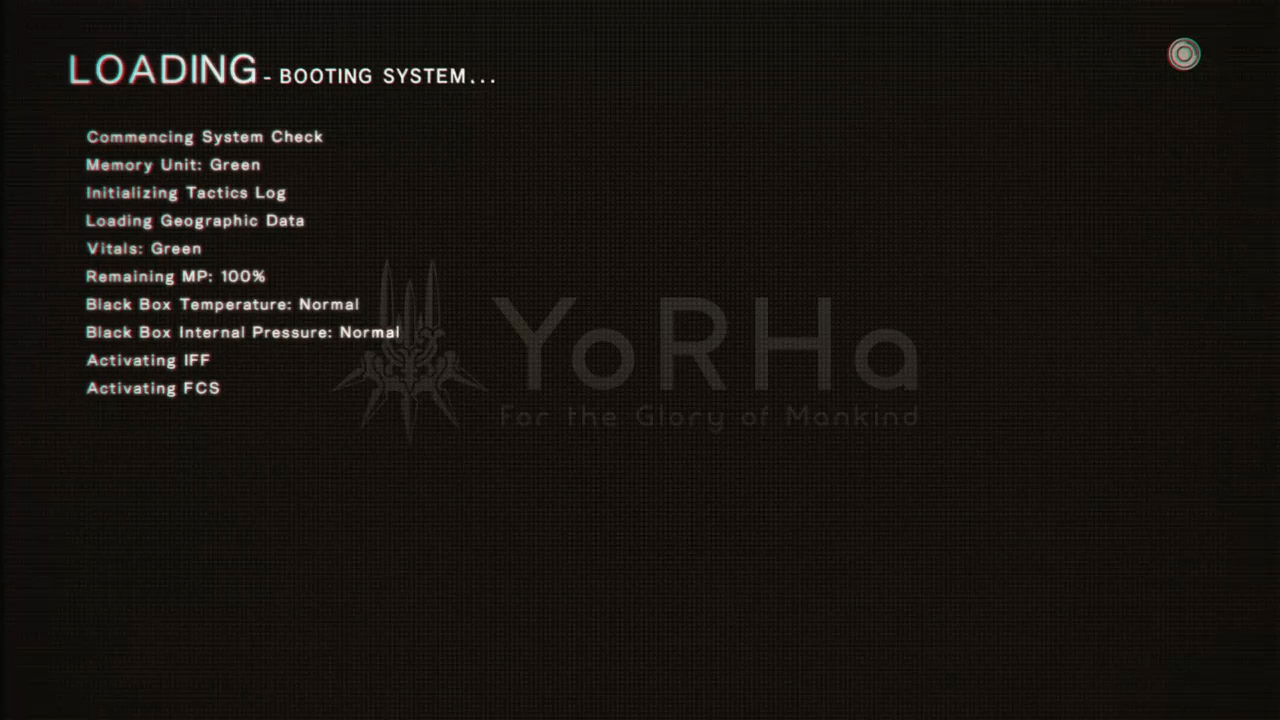 LOADING - BOOTING SYSTEM...
Commencing System Check
Memory Unit: Green
Initializing Tactics Log
Loading Geographic Data
Vitals: Green
Remaining MP: 100%
Black Box Temperature: Normal
Black Box Internal Pressure: Normal
Activating IFF
Activating FCS
YoRHa
For the Glory of Mankind